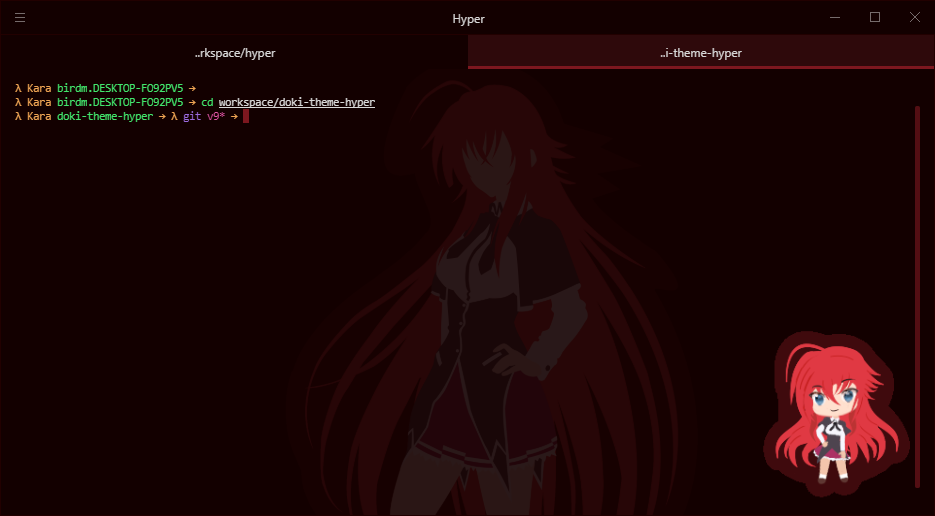 Hyper
..rkspace/hyper
..i-theme-hyper
λ Kara birdm.DESKTOP-FO92PV5 →
λ Kara birdm.DESKTOP-FO92PV5 → cd workspace/doki-theme-hyper
λ Kara doki-theme-hyper → λ git v9* →